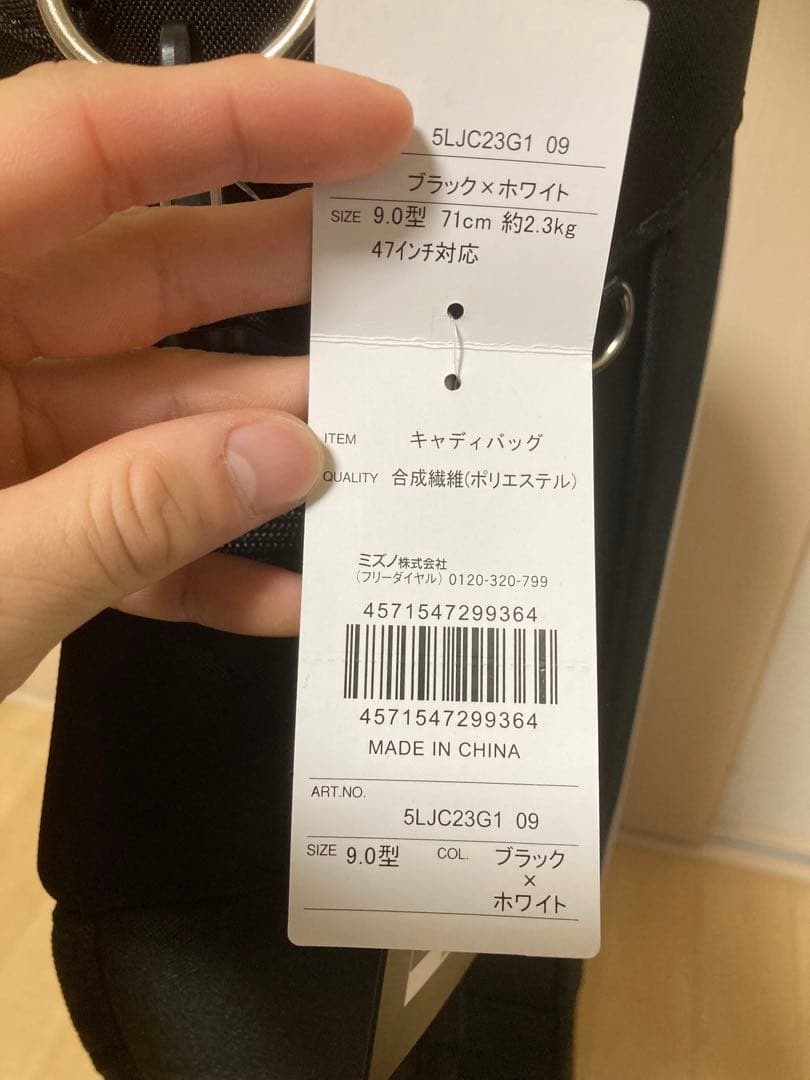 5LJC23G1 09
ブラック×ホワイト
SIZE 9.0型 71cm 約2.3kg
47インチ対応
ITEM キャディバッグ
QUALITY 合成繊維(ポリエステル)
ミズノ株式会社
(フリーダイヤル) 0120-320-799
4571547299364
4571547299364
MADE IN CHINA
ART.NO.
5LJC23G1 09
SIZE 9.0型 COL. ブラック
×
ホワイト